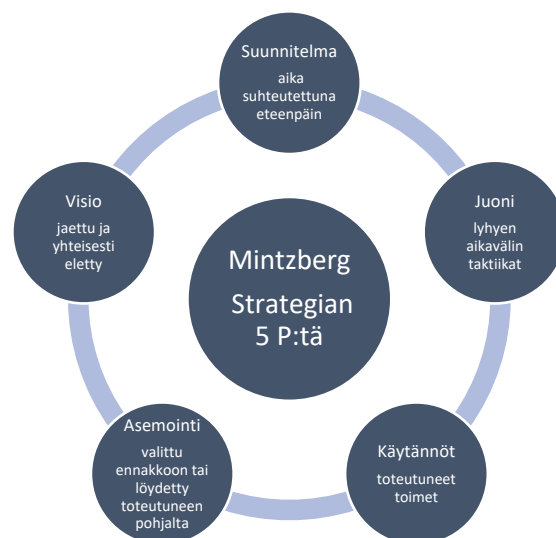 Suunnitelma
aika
suhteutettuna
eteenpäin
Visio
jaettu ja
yhteisesti
eletty
Juoni
lyhyen
aikavälin
taktiikat
Mintzberg
Strategian
5 P:tä
Asemointi
valittu
ennakkoon tai
löydetty
toteutuneen
pohjalta
Käytännöt
toteutuneet
toimet